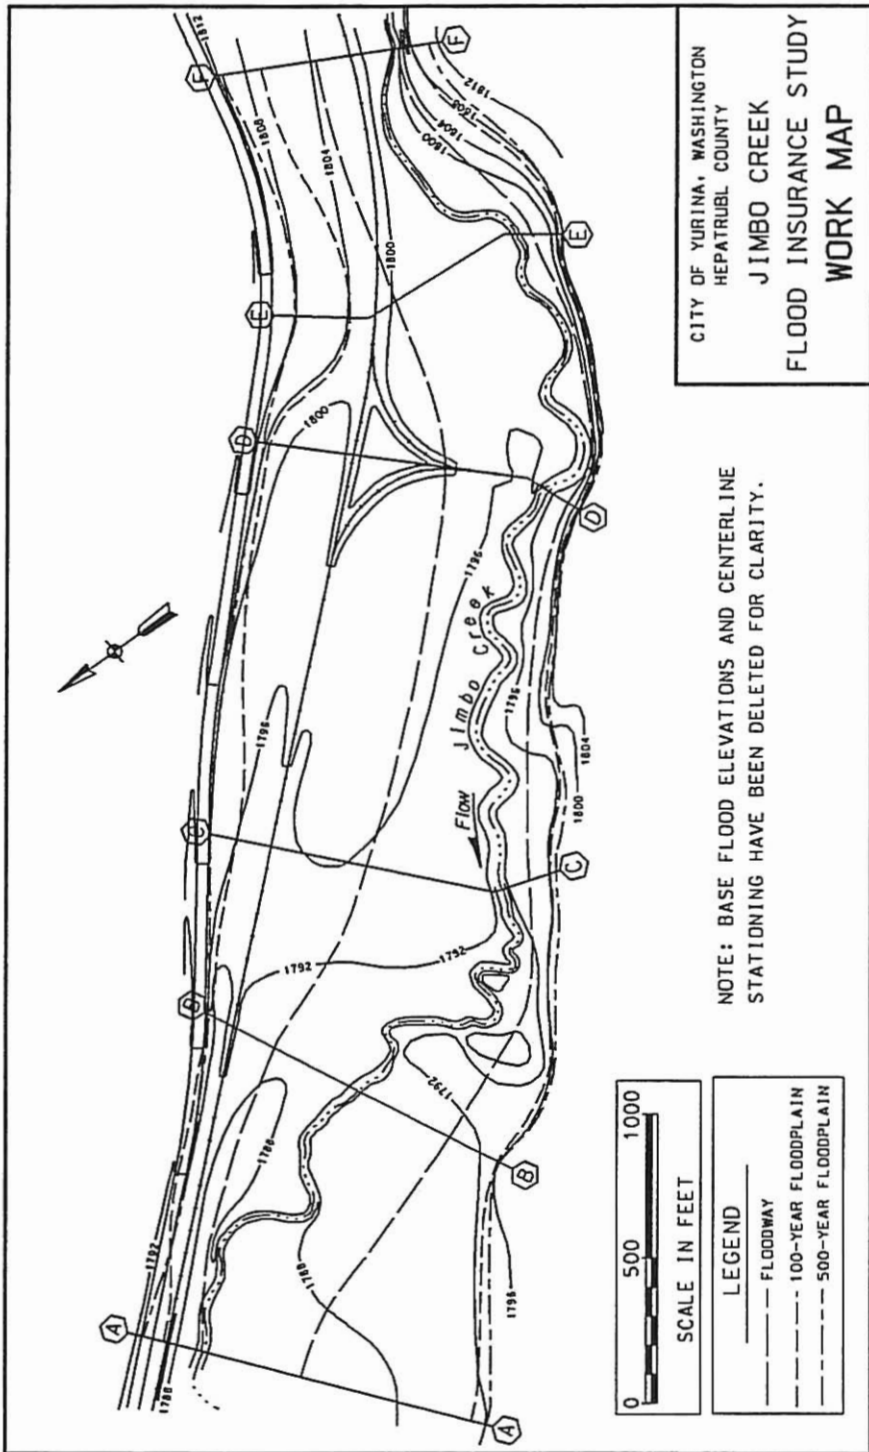 CITY OF YURINA, WASHINGTON
HEPATRUBL COUNTY
JIMBO CREEK
FLOOD INSURANCE STUDY
WORK MAP
NOTE: BASE FLOOD ELEVATIONS AND CENTERLINE
STATIONING HAVE BEEN DELETED FOR CLARITY.
0 500 1000
SCALE IN FEET
LEGEND
FLOODWAY
100-YEAR FLOODPLAIN
500-YEAR FLOODPLAIN
A
B
C
D
E
F
A
B
C
D
E
F
Jimbo Creek
Flow
1792
1788
1788
1788
1792
1792
1792
1796
1796
1796
1796
1800
1804
1800
1800
1804
1808
1812
1800
1804
1808
1812